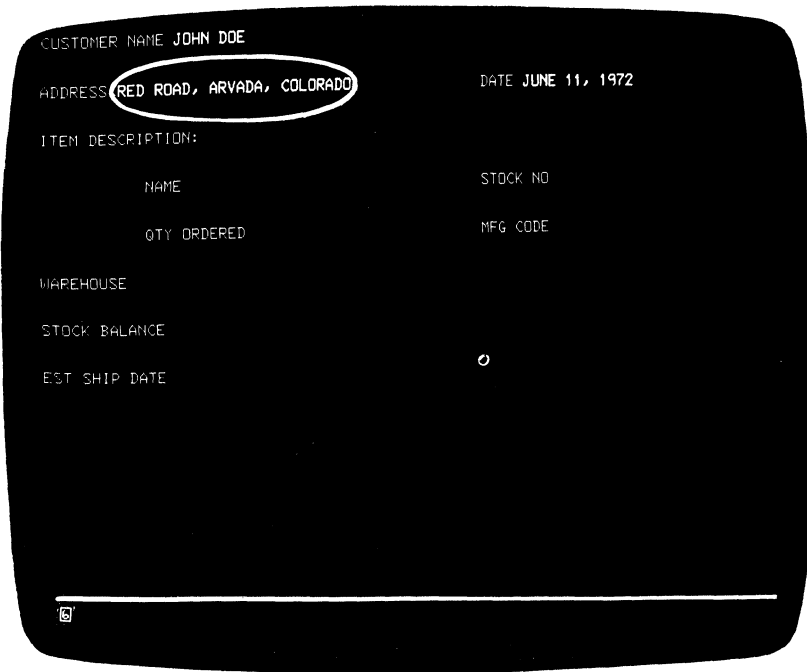 CUSTOMER NAME JOHN DOE
ADDRESS RED ROAD, ARVADA, COLORADO DATE JUNE 11, 1972
ITEM DESCRIPTION:
NAME STOCK NO
QTY ORDERED MFG CODE
WAREHOUSE
STOCK BALANCE
EST SHIP DATE
6